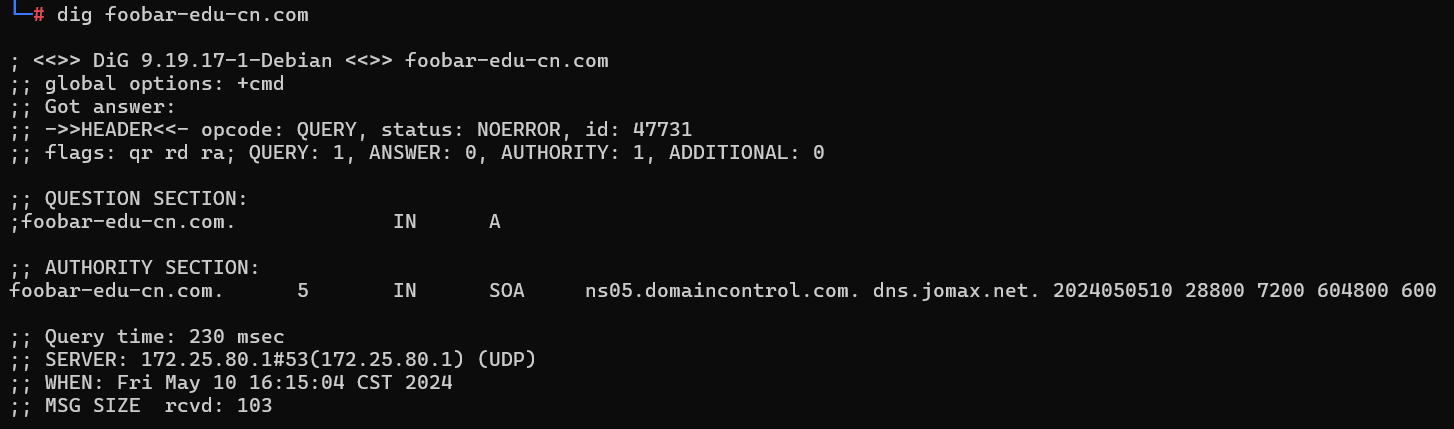 └─# dig foobar-edu-cn.com
; <<>> DiG 9.19.17-1-Debian <<>> foobar-edu-cn.com
;; global options: +cmd
;; Got answer:
;; ->>HEADER<<- opcode: QUERY, status: NOERROR, id: 47731
;; flags: qr rd ra; QUERY: 1, ANSWER: 0, AUTHORITY: 1, ADDITIONAL: 0
;; QUESTION SECTION:
;foobar-edu-cn.com. IN A
;; AUTHORITY SECTION:
foobar-edu-cn.com. 5 IN SOA ns05.domaincontrol.com. dns.jomax.net. 2024050510 28800 7200 604800 600
;; Query time: 230 msec
;; SERVER: 172.25.80.1#53(172.25.80.1) (UDP)
;; WHEN: Fri May 10 16:15:04 CST 2024
;; MSG SIZE rcvd: 103